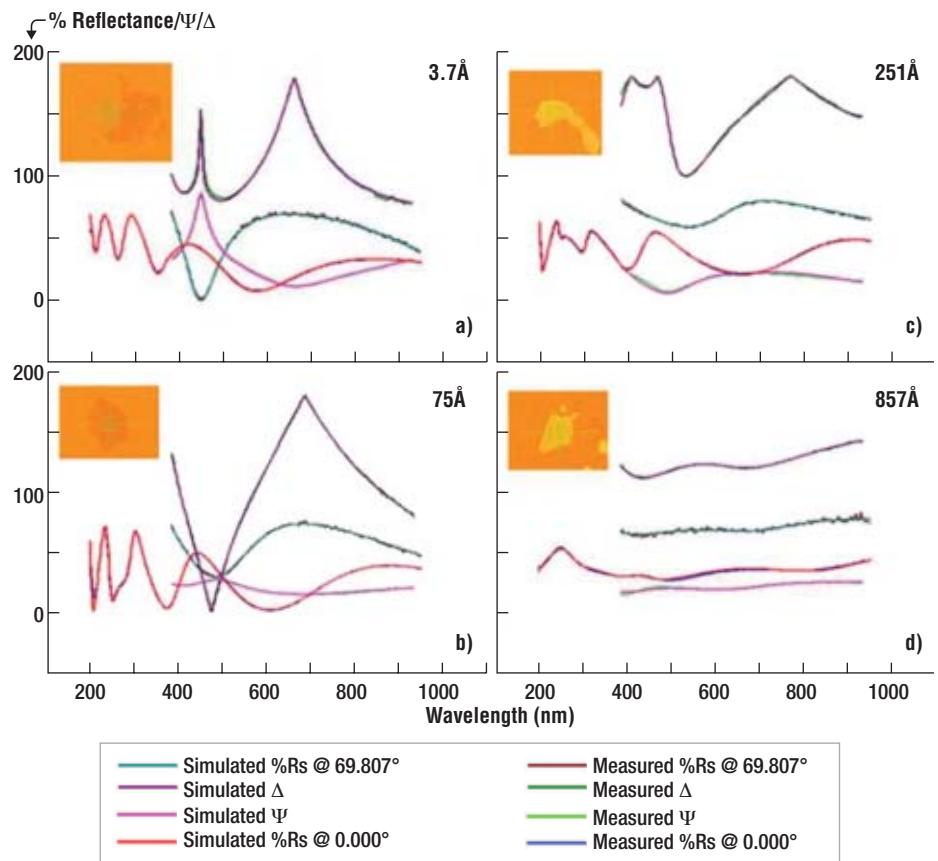 % Reflectance/Ψ/Δ
200
100
0
3.7Å
a)
251Å
c)
200
100
0
75Å
b)
857Å
d)
200 400 600 800 1000
200 400 600 800 1000
Wavelength (nm)
Simulated %Rs @ 69.807°
Simulated Δ
Simulated Ψ
Simulated %Rs @ 0.000°
Measured %Rs @ 69.807°
Measured Δ
Measured Ψ
Measured %Rs @ 0.000°